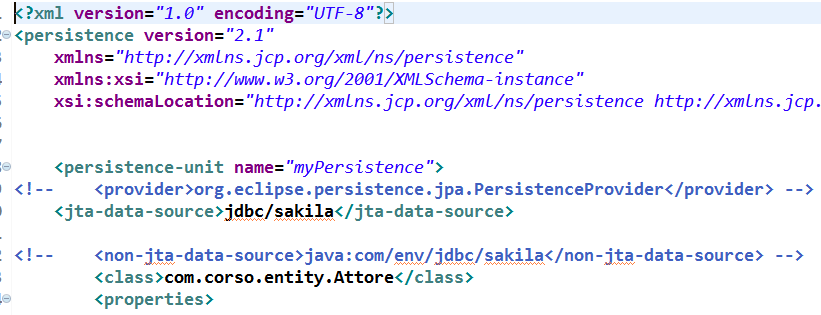 <?xml version="1.0" encoding="UTF-8"?>
<persistence version="2.1"
xmlns="http://xmlns.jcp.org/xml/ns/persistence"
xmlns:xsi="http://www.w3.org/2001/XMLSchema-instance"
xsi:schemaLocation="http://xmlns.jcp.org/xml/ns/persistence http://xmlns.jcp.
<persistence-unit name="myPersistence">
<!-- <provider>org.eclipse.persistence.jpa.PersistenceProvider</provider> -->
<jta-data-source>jdbc/sakila</jta-data-source>
<!-- <non-jta-data-source>java:com/env/jdbc/sakila</non-jta-data-source> -->
<class>com.corso.entity.Attore</class>
<properties>